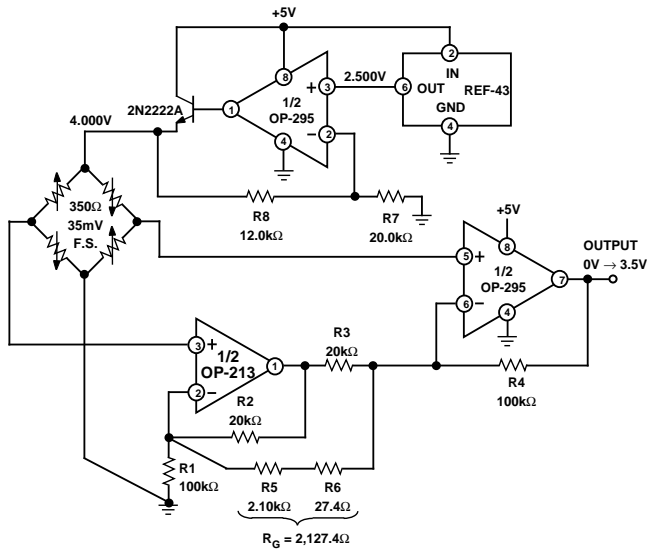 +5V
2
IN
8
3
2.500V
6
OUT
REF-43
+
1
1/2
OP-295
GND
2N2222A
4.000V
−
2
4
4
350Ω
35mV
F.S.
R8
12.0kΩ
R7
20.0kΩ
+5V
8
OUTPUT
0V → 3.5V
5
+
1/2
OP-295
7
6
−
4
3
+
1/2
OP-213
1
R3
20kΩ
2
−
R2
20kΩ
R4
100kΩ
R1
100kΩ
R5
2.10kΩ
R6
27.4Ω
RG = 2,127.4Ω